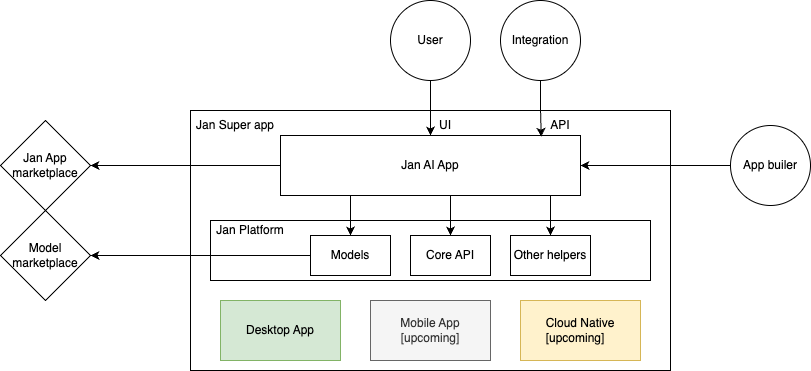 User
Integration
UI
API
Jan Super app
Jan App
marketplace
Jan AI App
App builer
Jan Platform
Model
marketplace
Models
Core API
Other helpers
Desktop App
Mobile App
[upcoming]
Cloud Native
[upcoming]